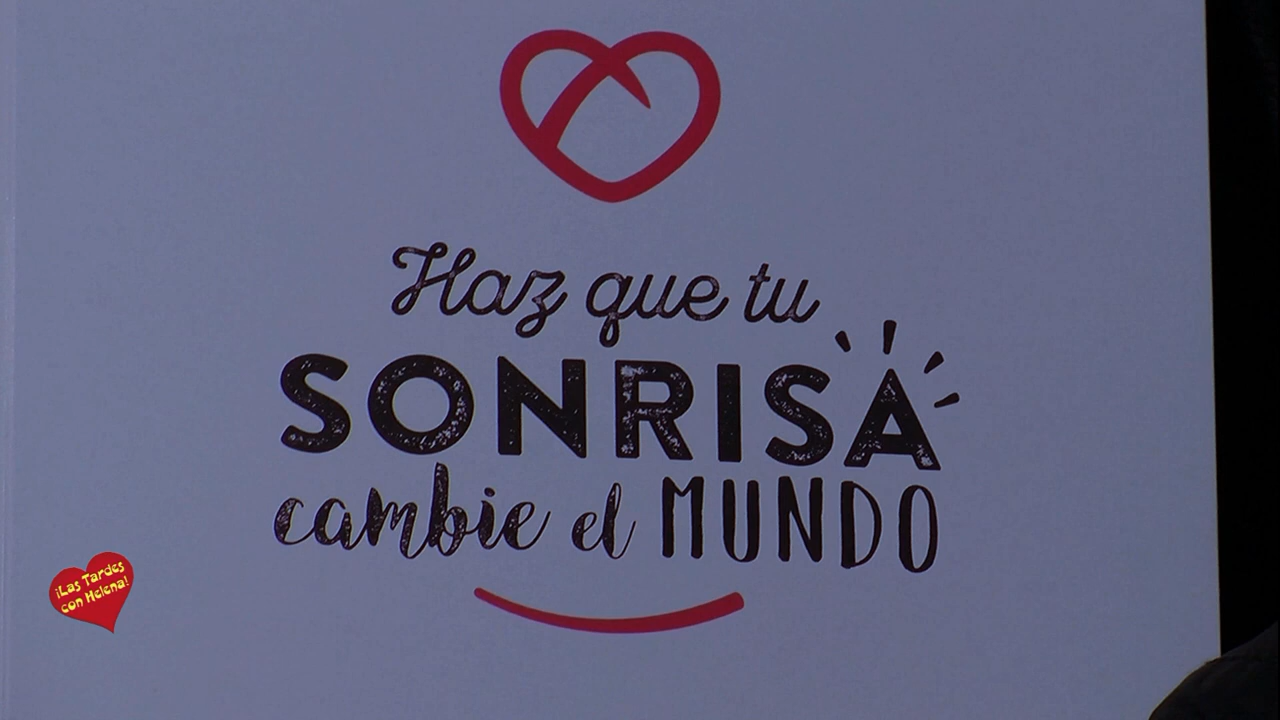 Haz que tu
SONRISA
cambie el MUNDO
¡Las Tardes
con Helena!